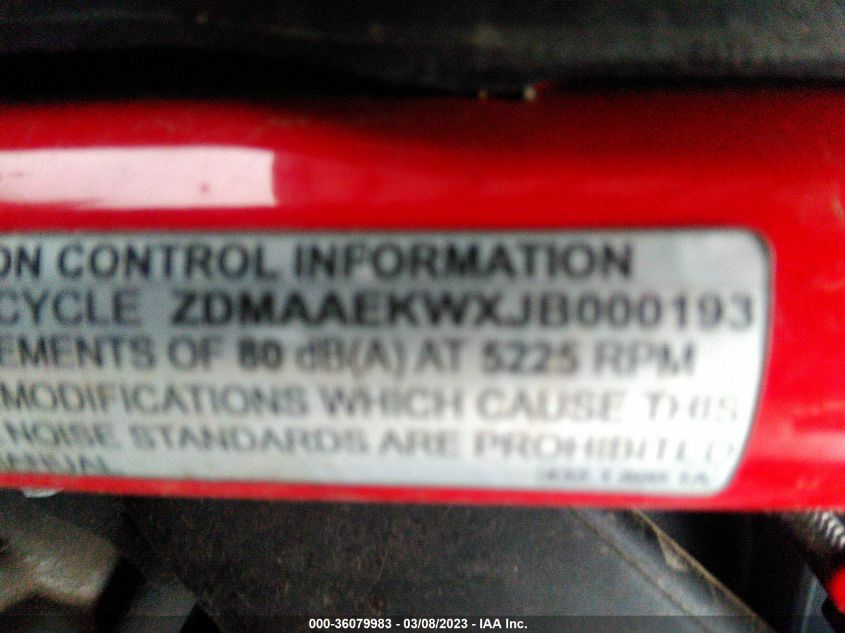 ON CONTROL INFORMATION
CYCLE ZDMAAEKWXJB000193
EMENTS OF 80 dB(A) AT 5225 RPM
MODIFICATIONS WHICH CAUSE THIS
NOISE STANDARDS ARE PROHIBITED
MANUAL
000-36079983 - 03/08/2023 - IAA Inc.